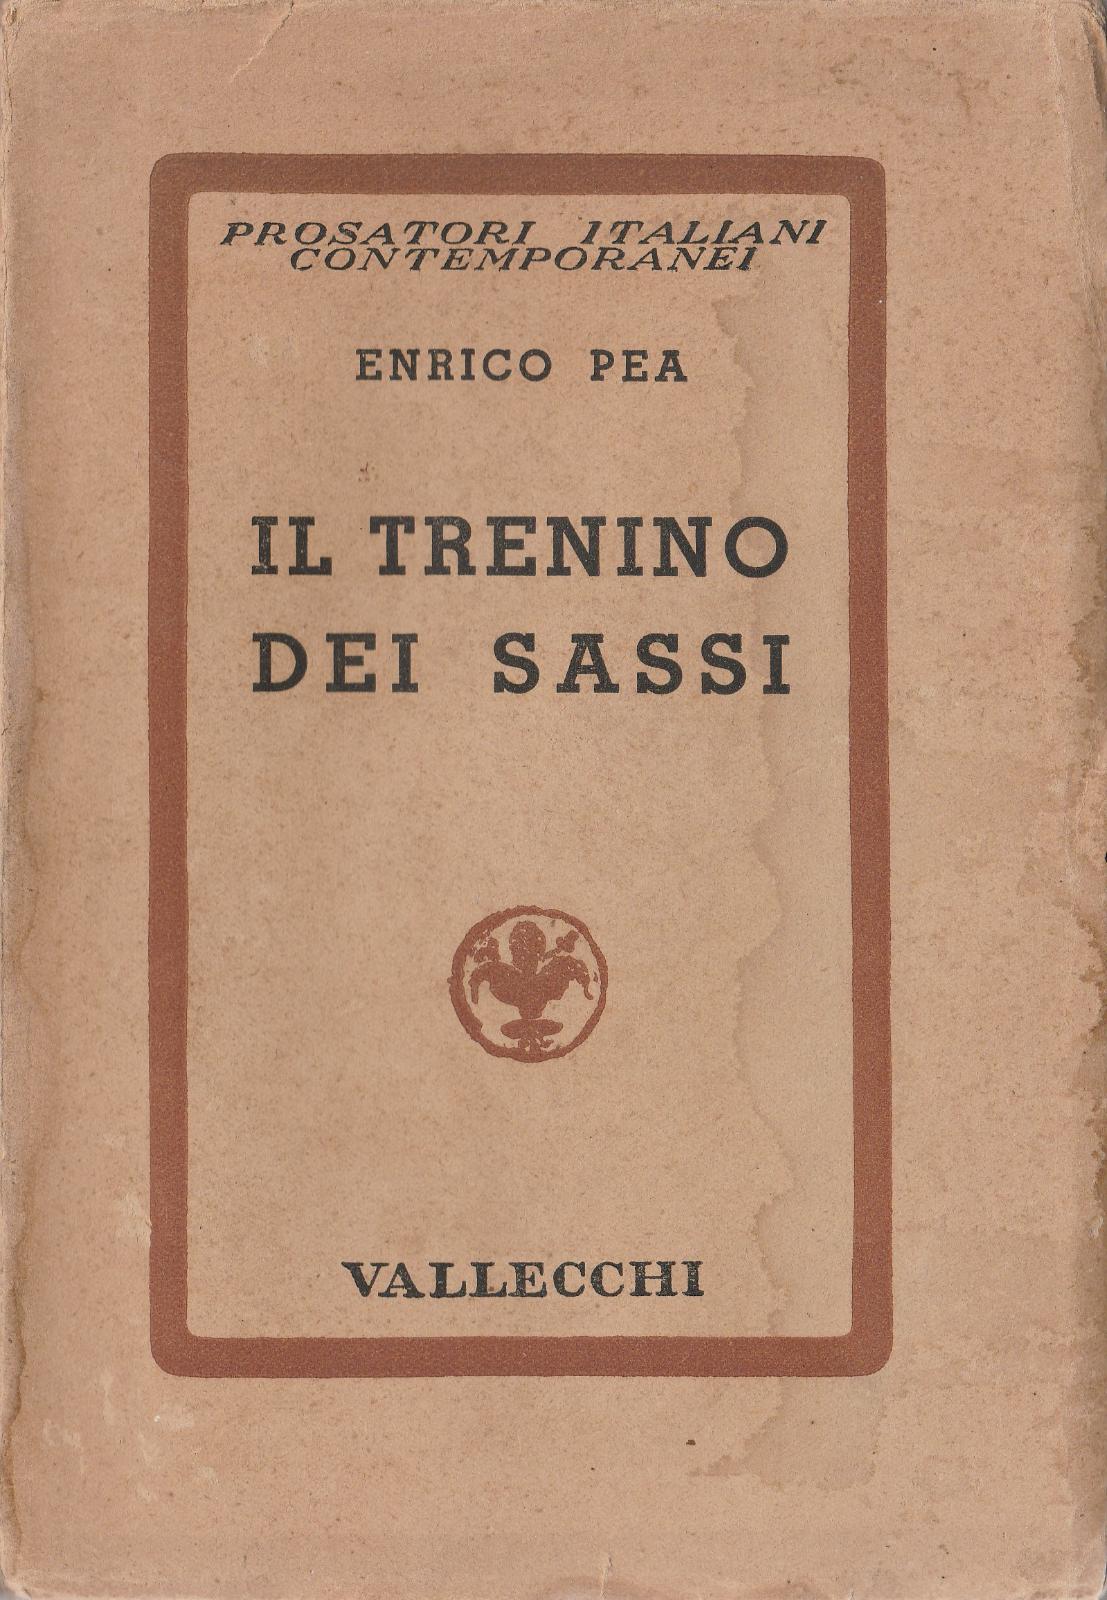 PROSATORI ITALIANI
CONTEMPORANEI
ENRICO PEA
IL TRENINO
DEI SASSI
VALLECCHI